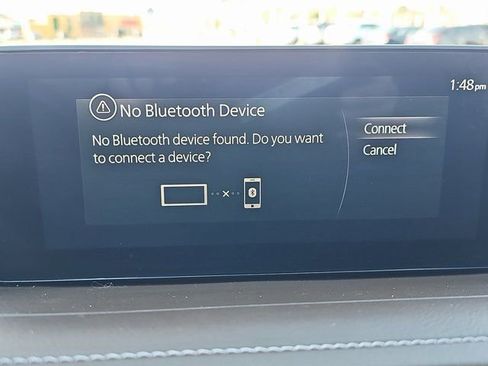 1:48pm
No Bluetooth Device
No Bluetooth device found. Do you want
to connect a device?
Connect
Cancel